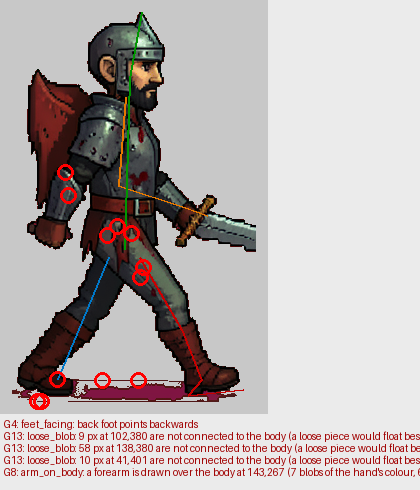 G4: feet_facing: back foot points backwards
G13: loose_blob: 9 px at 102,380 are not connected to the body (a loose piece would float bes
G13: loose_blob: 58 px at 138,380 are not connected to the body (a loose piece would float
G13: loose_blob: 10 px at 41,401 are not connected to the body (a loose piece would float be
G8: arm_on_body: a forearm is drawn over the body at 143,267 (7 blobs of the hand's colour,